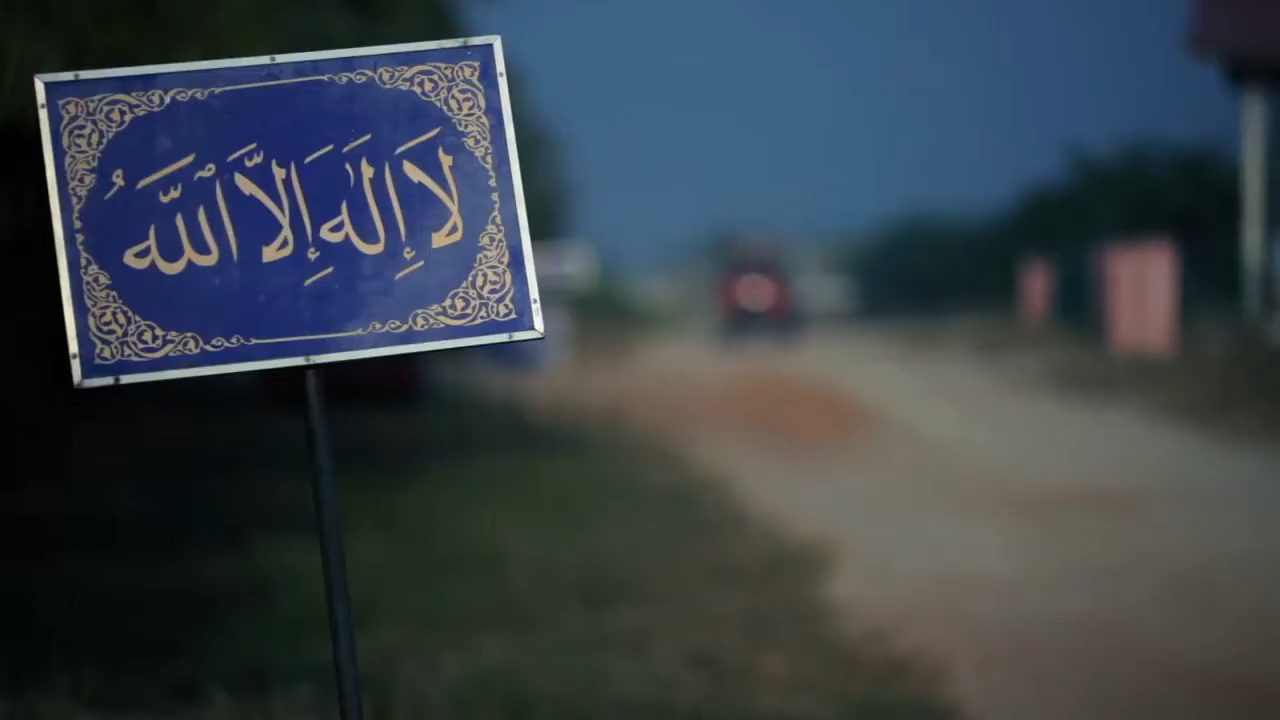 لَا إِلَٰهَ إِلَّا ٱللَّهُ